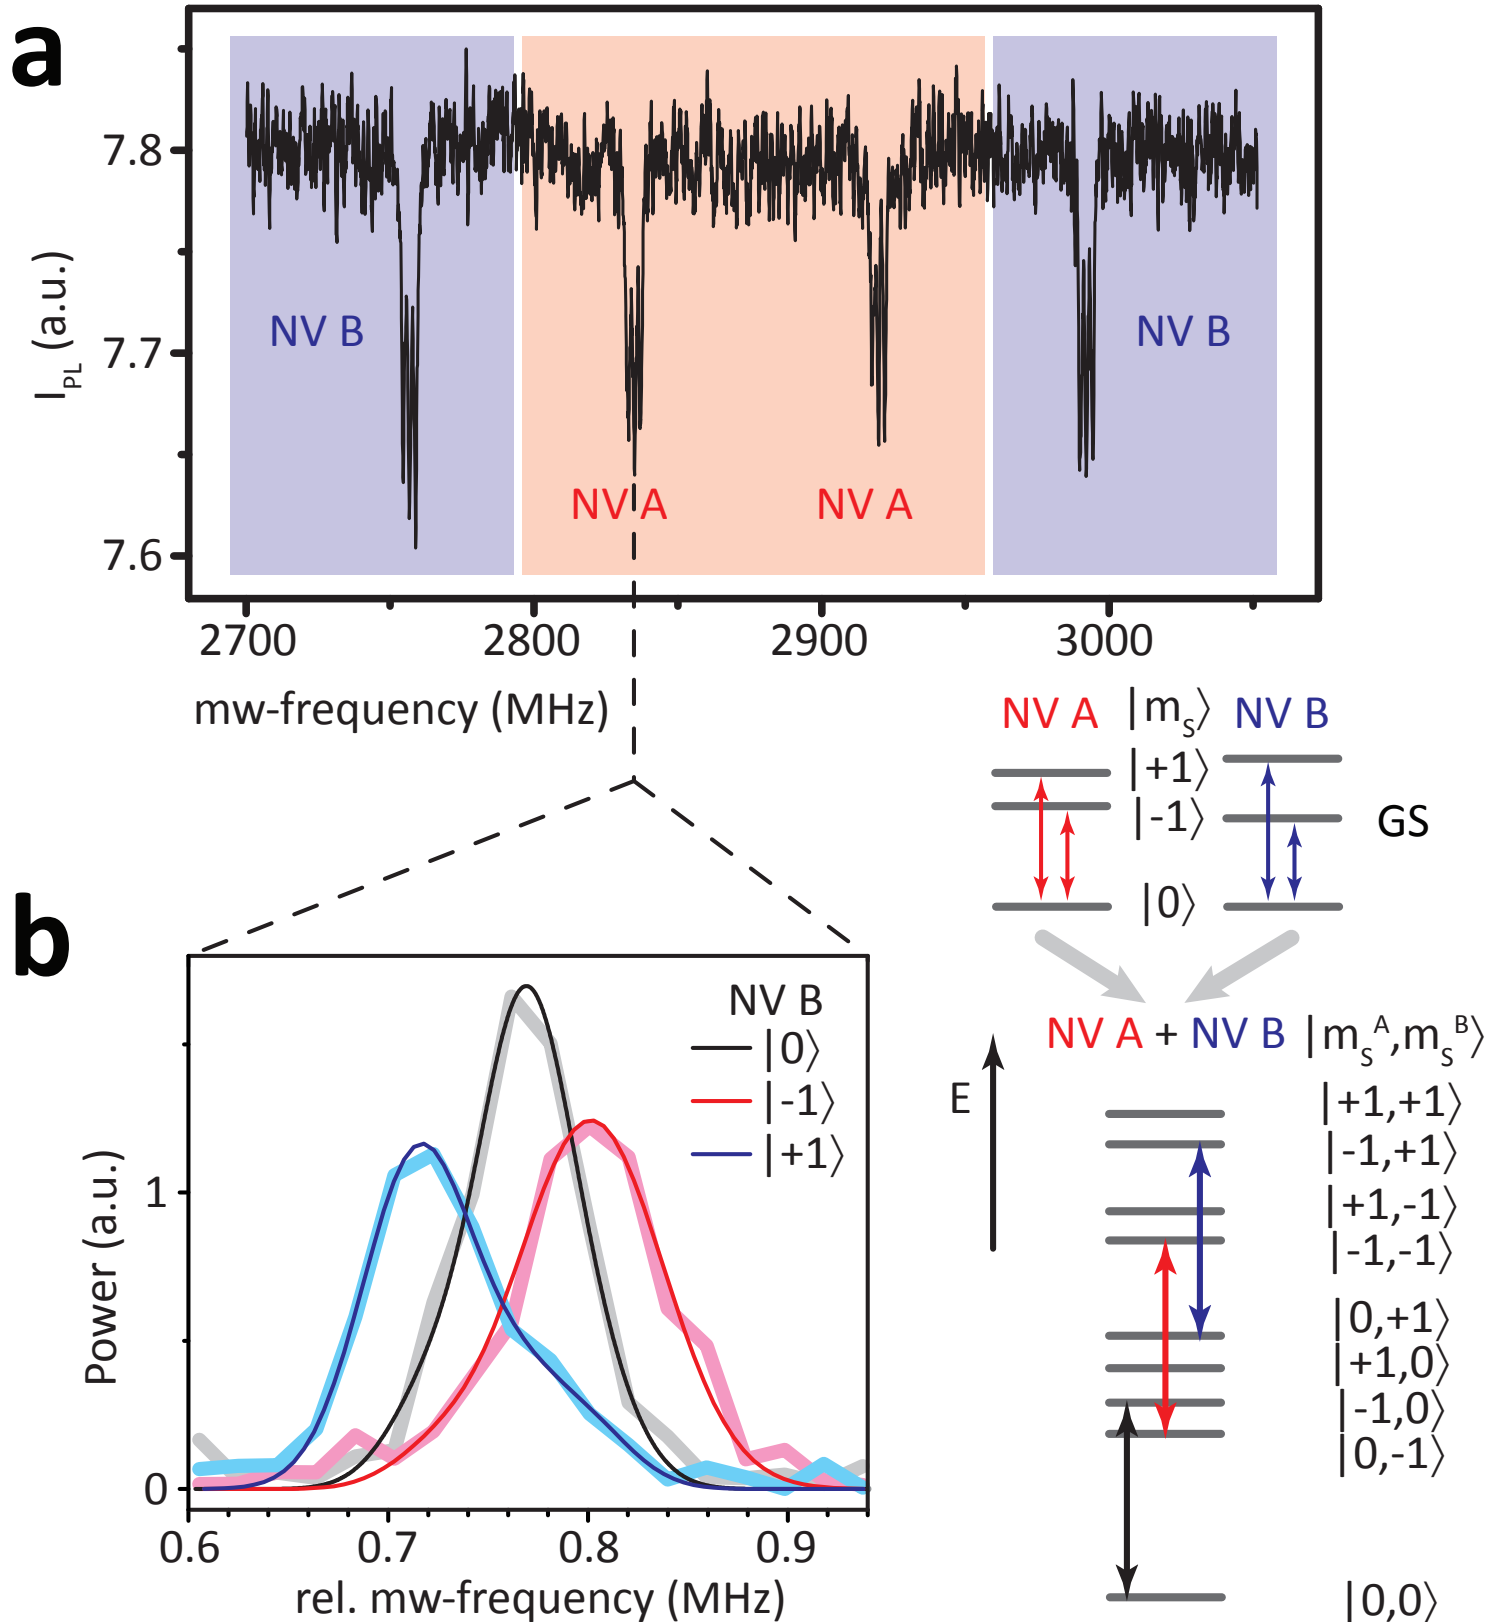 a
7.8
7.7
7.6
I_PL (a.u.)
NV B
NV A
NV A
NV B
2700
2800
2900
3000
mw-frequency (MHz)
NV A
|m_S⟩
NV B
|+1⟩
|-1⟩
|0⟩
GS
b
NV B
|0⟩
|-1⟩
|+1⟩
1
0
Power (a.u.)
0.6
0.7
0.8
0.9
rel. mw-frequency (MHz)
NV A + NV B |m_S^A,m_S^B⟩
E
|+1,+1⟩
|-1,+1⟩
|+1,-1⟩
|-1,-1⟩
|0,+1⟩
|+1,0⟩
|-1,0⟩
|0,-1⟩
|0,0⟩